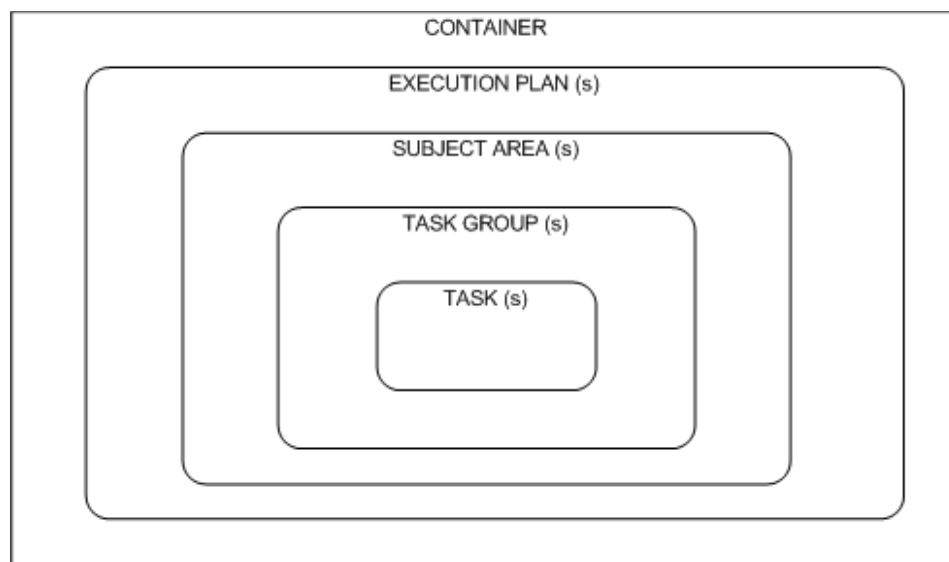 CONTAINER
EXECUTION PLAN (s)
SUBJECT AREA (s)
TASK GROUP (s)
TASK (s)